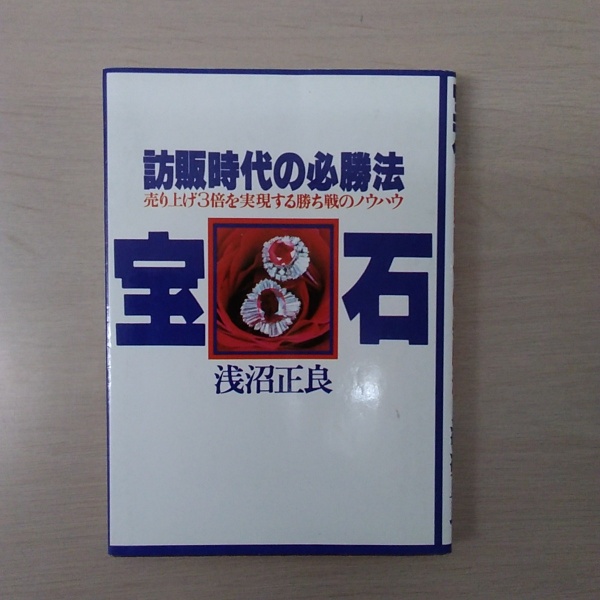 訪販時代の必勝法
売り上げ3倍を実現する勝ち戦のノウハウ
宝石
浅沼正良